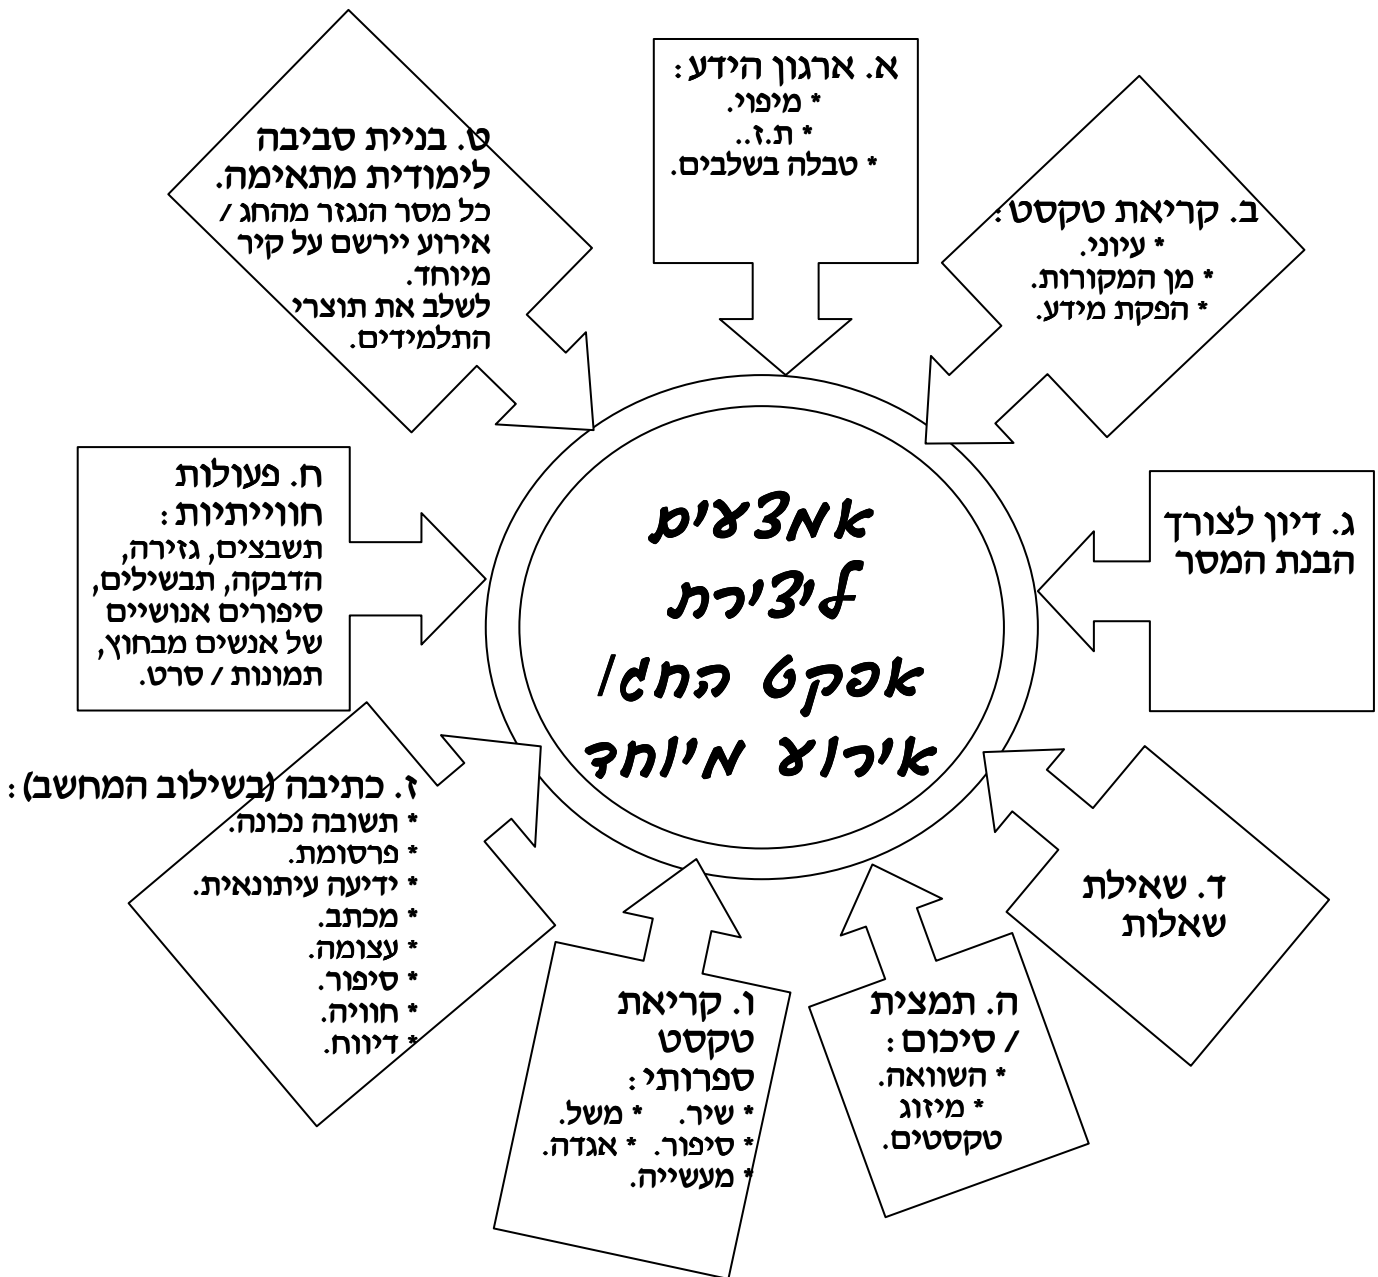 אמצעים
ליצירת
אפקט החג/
אירוע מיוחד
א. ארגון הידע:
* מיפוי.
* ת.ז..
* טבלה בשלבים.
ב. קריאת טקסט:
* עיוני.
* מן המקורות.
* הפקת מידע.
ג. דיון לצורך
הבנת המסר
ד. שאילת
שאלות
ה. תמצית
/ סיכום:
* השוואה.
* מיזוג
טקסטים.
ו. קריאת
טקסט
ספרותי:
* שיר. * משל.
* סיפור. * אגדה.
* מעשייה.
ז. כתיבה (בשילוב המחשב):
* תשובה נכונה.
* פרסומת.
* ידיעה עיתונאית.
* מכתב.
* עצומה.
* סיפור.
* חוויה.
* דיווח.
ח. פעולות
חווייתיות:
תשבצים, גזירה,
הדבקה, תבשילים,
סיפורים אנושיים
של אנשים מבחוץ,
תמונות / סרט.
ט. בניית סביבה
לימודית מתאימה.
כל מסר הנגזר מהחג /
אירוע יירשם על קיר
מיוחד.
לשלב את תוצרי
התלמידים.